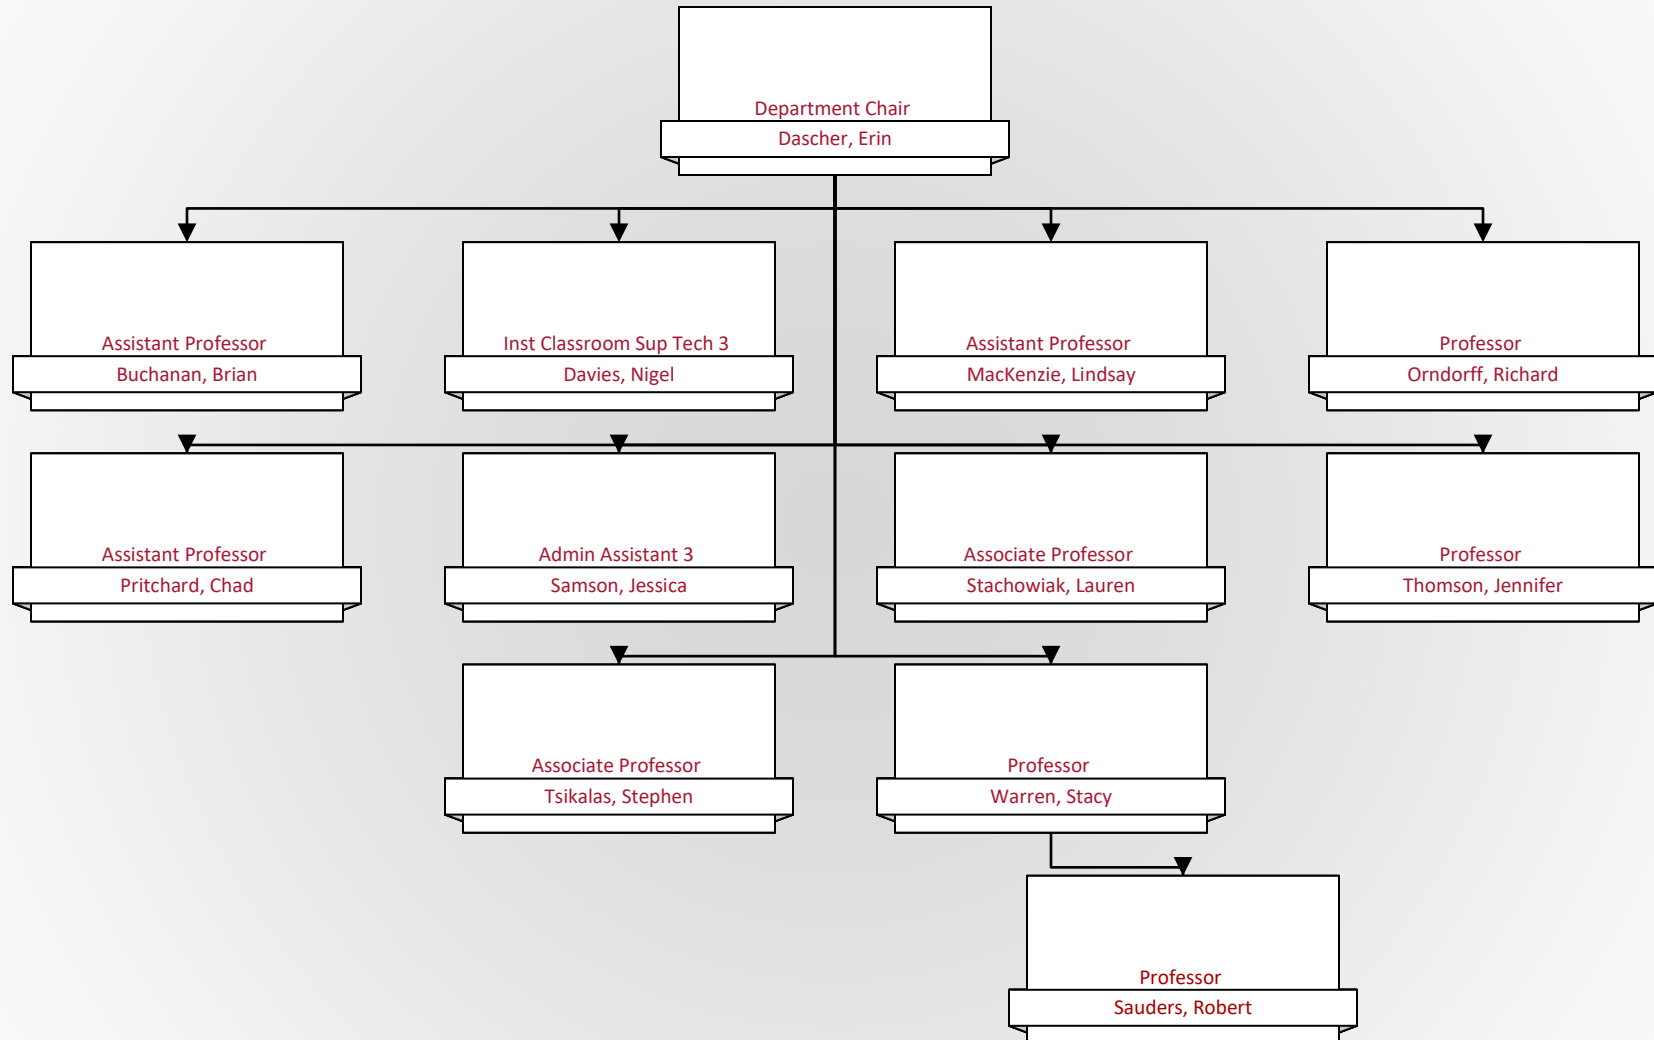 Department Chair
Dascher, Erin
Assistant Professor
Buchanan, Brian
Inst Classroom Sup Tech 3
Davies, Nigel
Assistant Professor
MacKenzie, Lindsay
Professor
Orndorff, Richard
Assistant Professor
Pritchard, Chad
Admin Assistant 3
Samson, Jessica
Associate Professor
Stachowiak, Lauren
Professor
Thomson, Jennifer
Associate Professor
Tsikalas, Stephen
Professor
Warren, Stacy
Professor
Sauders, Robert